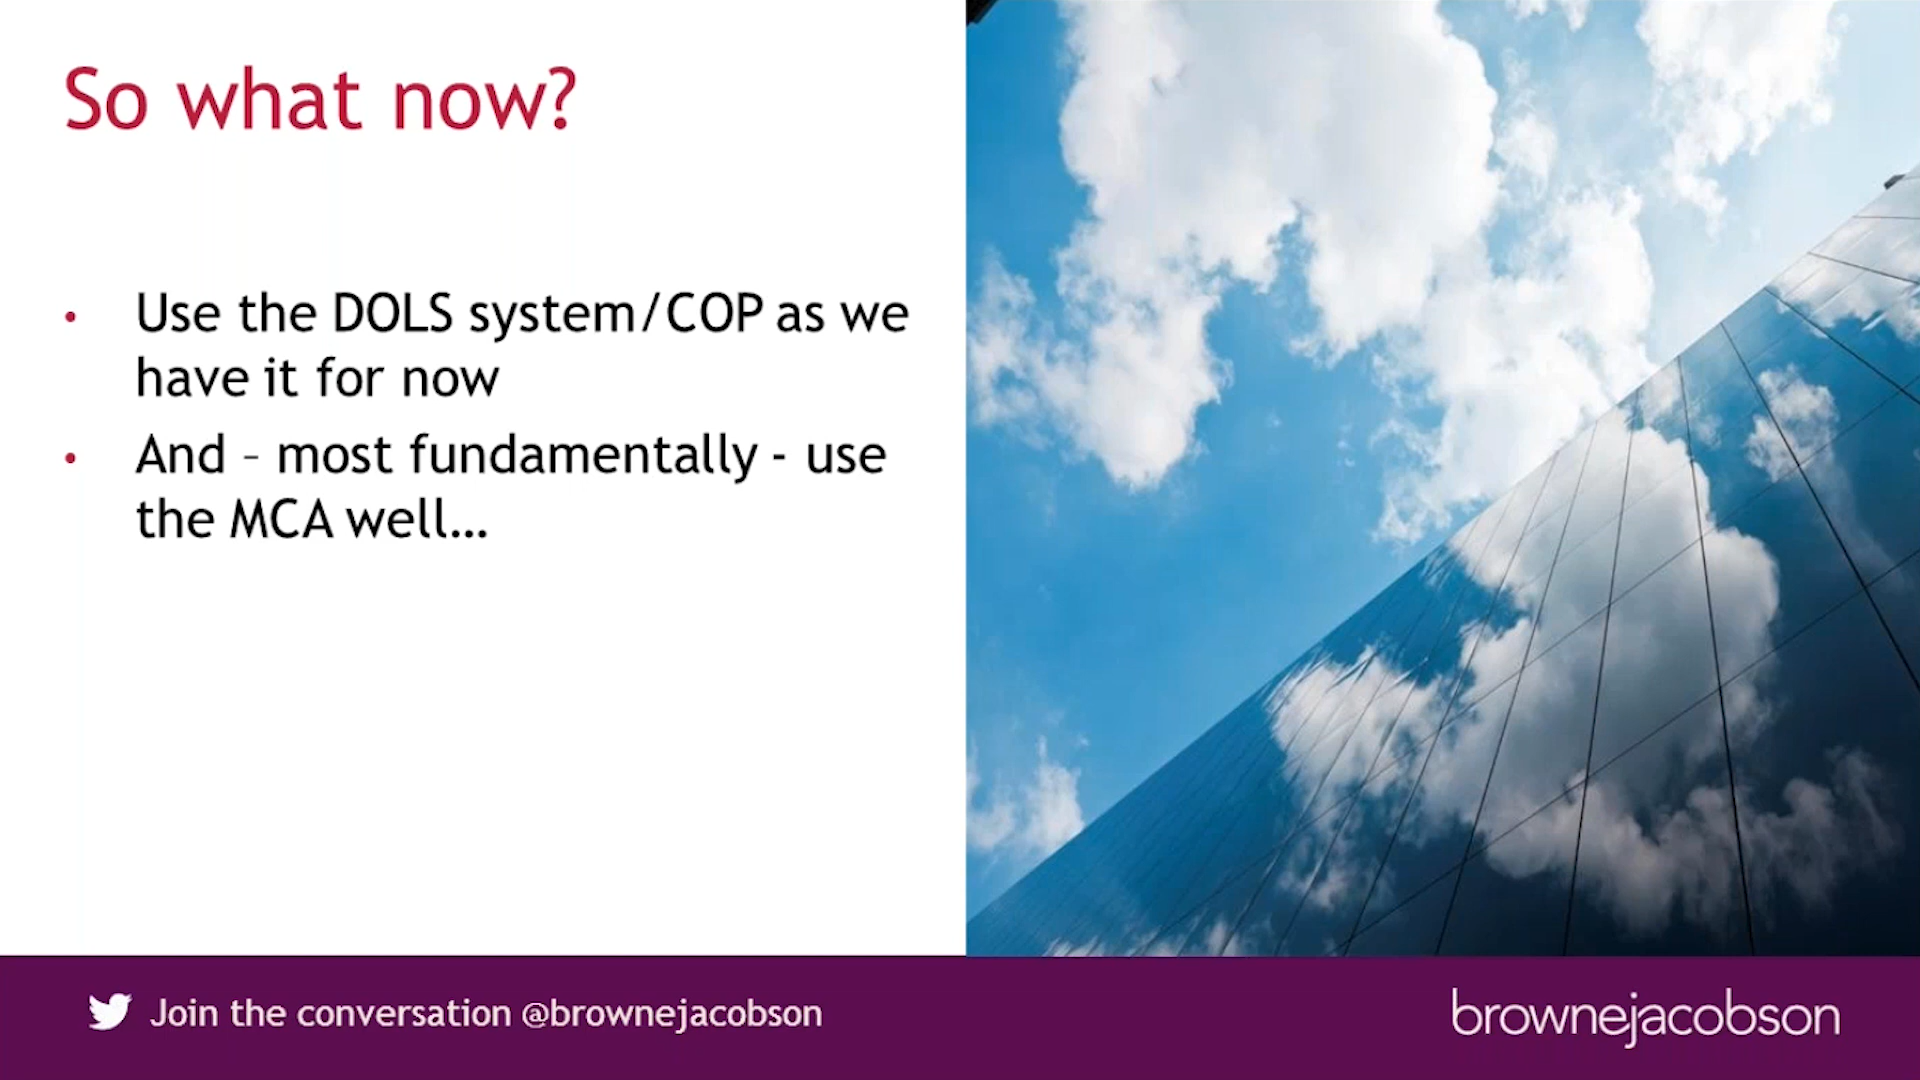 So what now?
• Use the DOLS system/COP as we
have it for now
• And – most fundamentally - use
the MCA well...
Join the conversation @brownejacobson
brownejacobson